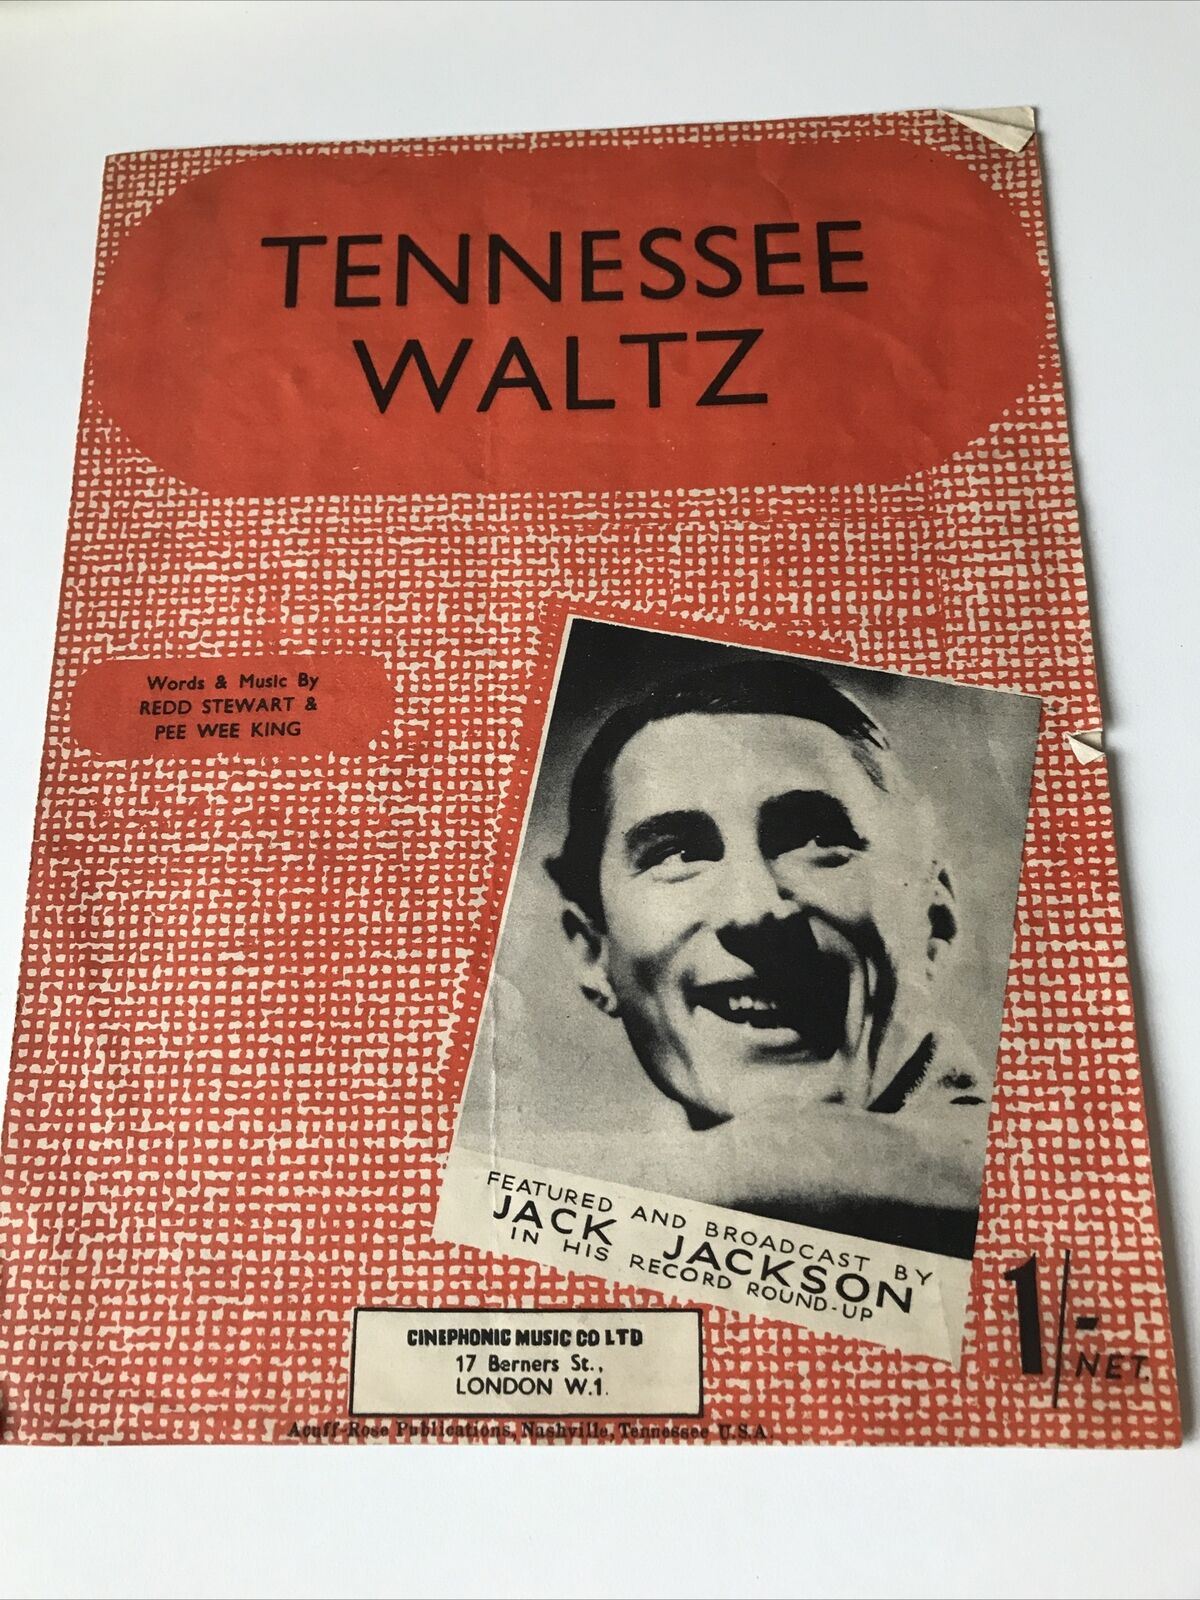 TENNESSEE
WALTZ
Words & Music By
REDD STEWART &
PEE WEE KING
FEATURED AND BROADCAST BY
JACK JACKSON
IN HIS RECORD ROUND-UP
1/-
NET.
CINEPHONIC MUSIC CO LTD
17 Berners St.,
LONDON W.1.
Acuff-Rose Publications, Nashville, Tennessee U.S.A.